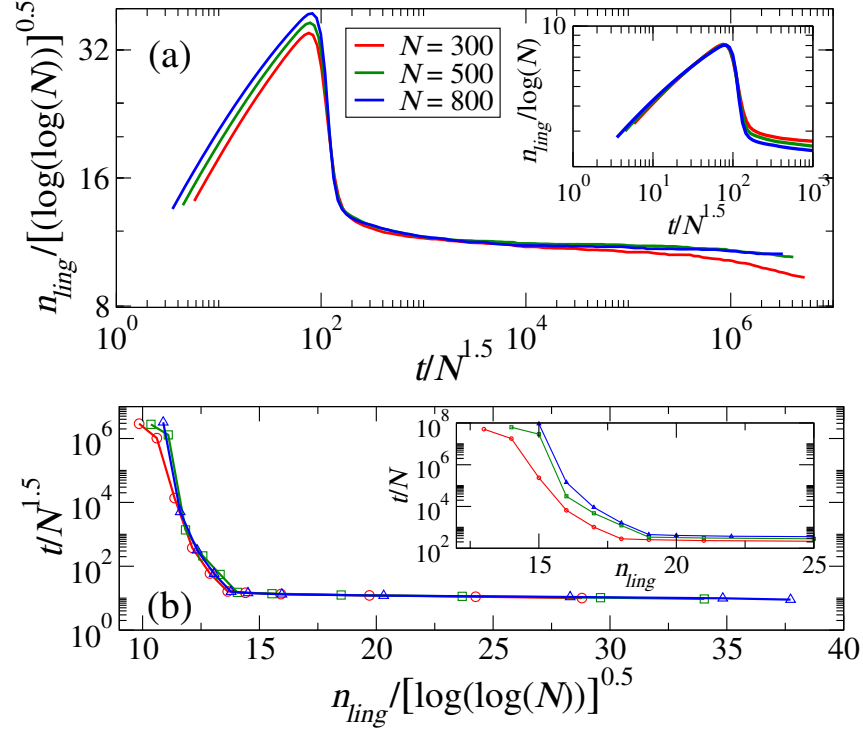 (a)
n_ling/[(log(log(N))]^0.5
32
16
8
N = 300
N = 500
N = 800
10^0 10^2 10^4 10^6
t/N^1.5
n_ling/log(N)
10
10^0 10^1 10^2 10^3
t/N^1.5
(b)
t/N^1.5
10^6
10^4
10^2
10^0
10 15 20 25 30 35 40
n_ling/[log(log(N))]^0.5
t/N
10^8
10^6
10^4
10^2
15 20 25
n_ling